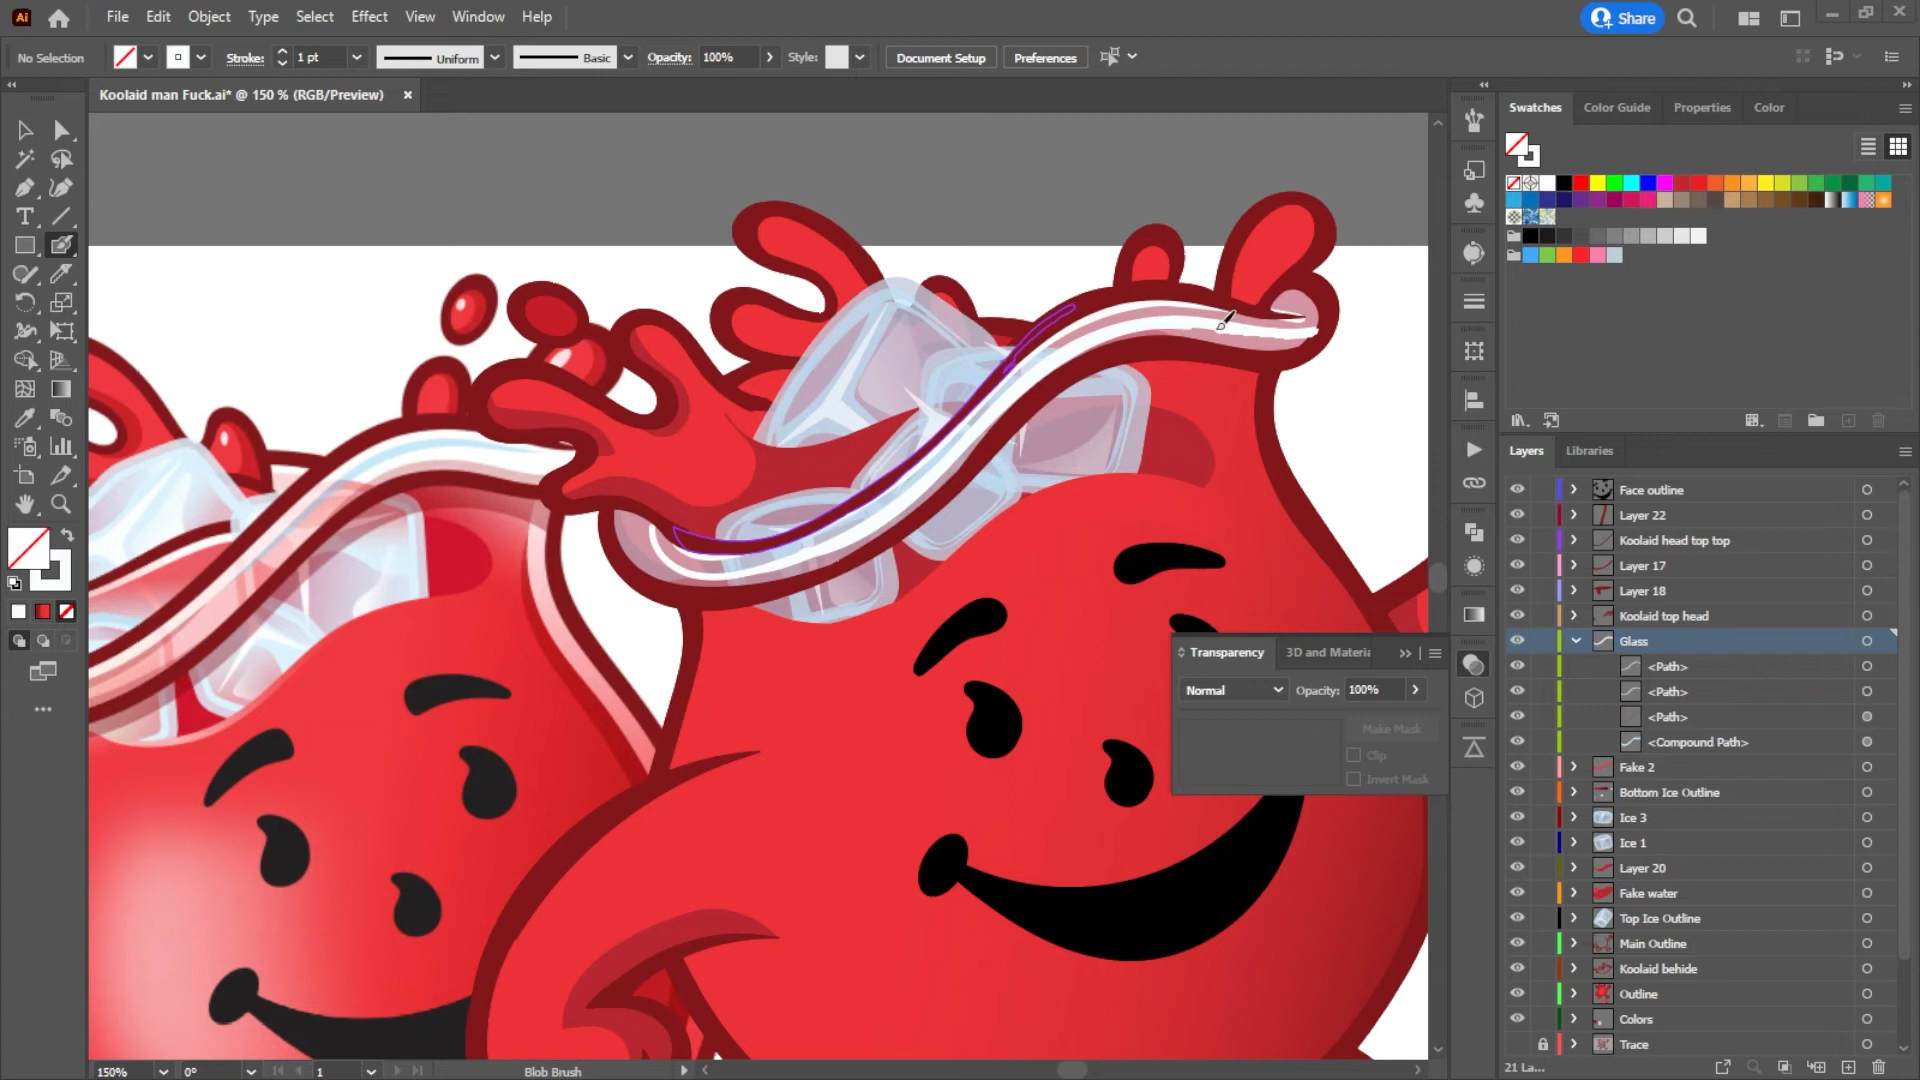 Ai File Edit Object Type Select Effect View Window Help Share
No Selection Stroke: 1 pt Uniform Basic Opacity: 100% Style: Document Setup Preferences
Koolaid man Fuck.ai* @ 150 % (RGB/Preview)
Swatches Color Guide Properties Color
Layers Libraries
Face outline
Layer 22
Koolaid head top top
Layer 17
Layer 18
Koolaid top head
Glass
<Path>
<Path>
<Path>
<Compound Path>
Fake 2
Bottom Ice Outline
Ice 3
Ice 1
Layer 20
Fake water
Top Ice Outline
Main Outline
Koolaid behide
Outline
Colors
Trace
21 La...
Transparency 3D and Materia
Normal Opacity: 100%
Make Mask
Clip
Invert Mask
150% 0° 1 Blob Brush